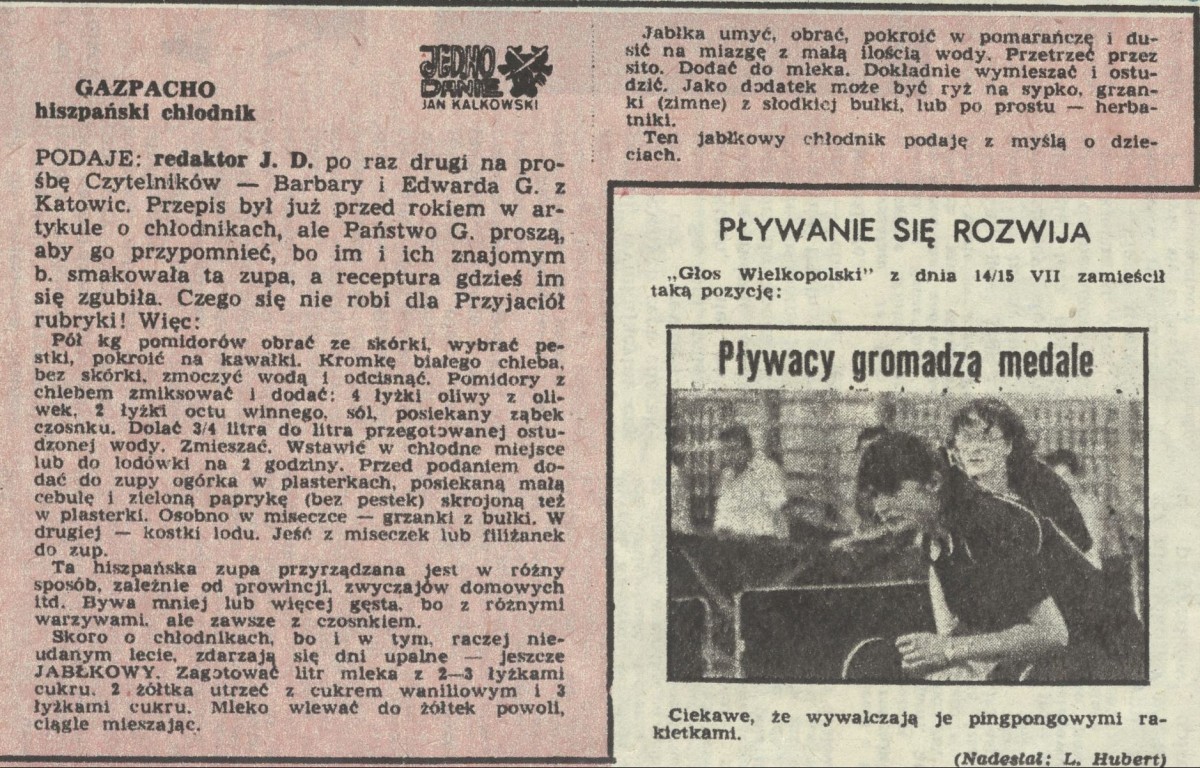 GAZPACHO
hiszpański chłodnik
JEDNO
DANIE
JAN KALKOWSKI
PODAJE: redaktor J. D. po raz drugi na pro-
śbę Czytelników — Barbary i Edwarda G. z
Katowic. Przepis był już przed rokiem w ar-
tykule o chłodnikach, ale Państwo G. proszą,
aby go przypomnieć, bo im i ich znajomym
b. smakowała ta zupa, a receptura gdzieś im
się zgubiła. Czego się nie robi dla Przyjaciół
rubryki! Więc:
Pół kg pomidorów obrać ze skórki, wybrać pe-
stki, pokroić na kawałki. Kromkę białego chleba,
bez skórki, zmoczyć wodą i odcisnąć. Pomidory z
chlebem zmiksować i dodać: 4 łyżki oliwy z oli-
wek, 2 łyżki octu winnego, sól, posiekany ząbek
czosnku. Dolać 3/4 litra do litra przegotowanej ostu-
dzonej wody. Zmieszać. Wstawić w chłodne miejsce
lub do lodówki na 2 godziny. Przed podaniem do-
dać do zupy ogórka w plasterkach, posiekaną małą
cebulę i zieloną paprykę (bez pestek) skrojoną też
w plasterki. Osobno w miseczce — grzanki z bułki. W
drugiej — kostki lodu. Jeść z miseczek lub filiżanek
do zup.
Ta hiszpańska zupa przyrządzana jest w różny
sposób, zależnie od prowincji, zwyczajów domowych
itd. Bywa mniej lub więcej gęsta, bo z różnymi
warzywami, ale zawsze z czosnkiem.
Skoro o chłodnikach, bo i w tym, raczej nie-
udanym lecie, zdarzają się dni upalne — jeszcze
JABŁKOWY. Zagotować litr mleka z 2—3 łyżkami
cukru. 2 żółtka utrzeć z cukrem waniliowym i 3
łyżkami cukru. Mleko wlewać do żółtek powoli,
ciągle mieszając.
Jabłka umyć, obrać, pokroić w pomarańczę i du-
sić na miazgę z małą ilością wody. Przetrzeć przez
sito. Dodać do mleka. Dokładnie wymieszać i ostu-
dzić. Jako dodatek może być ryż na sypko, grzan-
ki (zimne) z słodkiej bułki, lub po prostu — herba-
tniki.
Ten jabłkowy chłodnik podaję z myślą o dzie-
ciach.
PŁYWANIE SIĘ ROZWIJA
„Głos Wielkopolski” z dnia 14/15 VII zamieścił
taką pozycję:
Pływacy gromadzą medale
Ciekawe, że wywalczają je pingpongowymi ra-
kietkami.
(Nadesłał: L. Hubert)